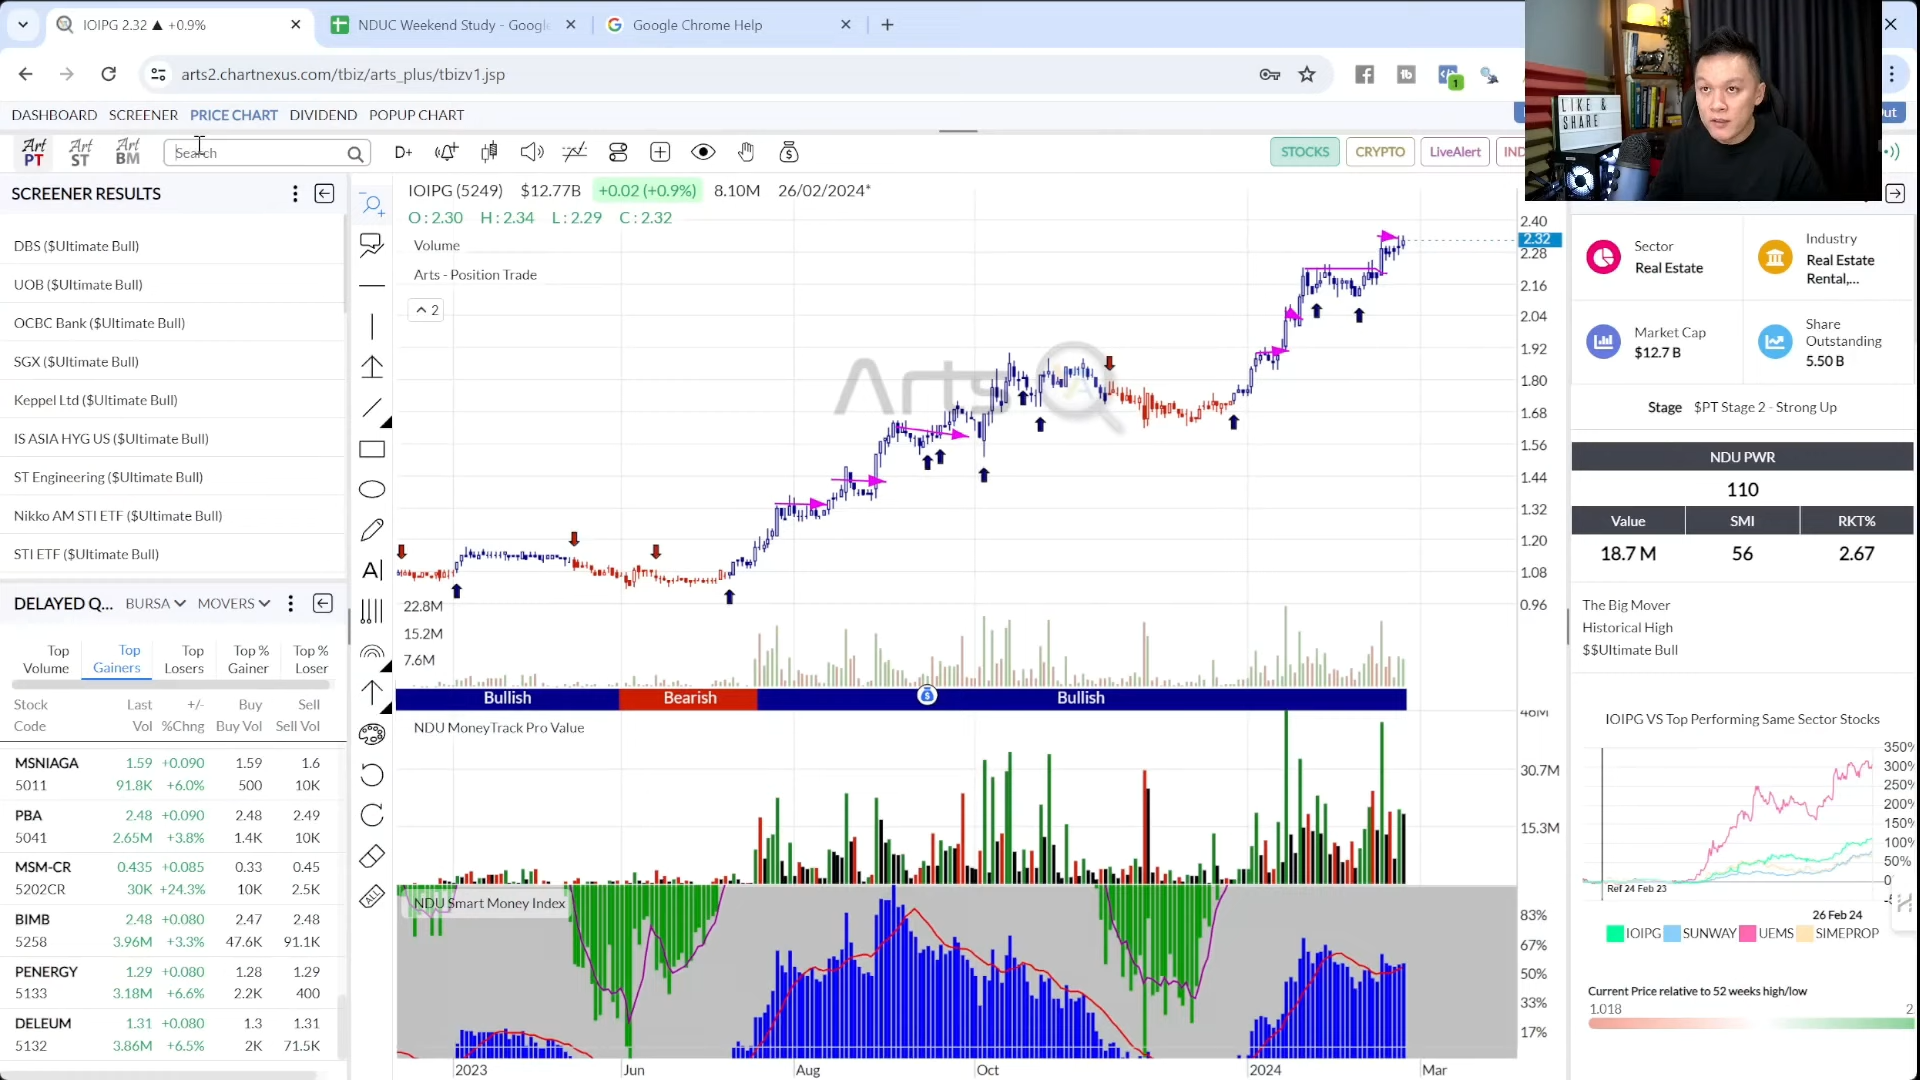 IOIPG 2.32 ▲ +0.9%
NDUC Weekend Study - Google
Google Chrome Help
arts2.chartnexus.com/tbiz/arts_plus/tbizv1.jsp
1
DASHBOARD SCREENER PRICE CHART DIVIDEND POPUP CHART
Art PT
Art ST
Art BM
Search
D+
STOCKS
CRYPTO
LiveAlert
LIKE &
SHARE
SCREENER RESULTS
DBS ($Ultimate Bull)
UOB ($Ultimate Bull)
OCBC Bank ($Ultimate Bull)
SGX ($Ultimate Bull)
Keppel Ltd ($Ultimate Bull)
IS ASIA HYG US ($Ultimate Bull)
ST Engineering ($Ultimate Bull)
Nikko AM STI ETF ($Ultimate Bull)
STI ETF ($Ultimate Bull)
DELAYED Q... BURSA MOVERS
Top Volume
Top Gainers
Top Losers
Top % Gainer
Top % Loser
Stock Last +/- Buy Sell
Code Vol %Chng Buy Vol Sell Vol
MSNIAGA 1.59 +0.090 1.59 1.6
5011 91.8K +6.0% 500 10K
PBA 2.48 +0.090 2.48 2.49
5041 2.65M +3.8% 1.4K 10K
MSM-CR 0.435 +0.085 0.33 0.45
5202CR 30K +24.3% 10K 2.5K
BIMB 2.48 +0.080 2.47 2.48
5258 3.96M +3.3% 47.6K 91.1K
PENERGY 1.29 +0.080 1.28 1.29
5133 3.18M +6.6% 2.2K 400
DELEUM 1.31 +0.080 1.3 1.31
5132 3.86M +6.5% 2K 71.5K
A
ALL
IOIPG (5249) $12.77B +0.02 (+0.9%) 8.10M 26/02/2024*
O : 2.30 H : 2.34 L : 2.29 C : 2.32
Volume
Arts - Position Trade
2
Arts
2.40
2.32
2.28
2.16
2.04
1.92
1.80
1.68
1.56
1.44
1.32
1.20
1.08
0.96
22.8M
15.2M
7.6M
Bullish
Bearish
Bullish
NDU MoneyTrack Pro Value
46M
30.7M
15.3M
NDU Smart Money Index
83%
67%
50%
33%
17%
2023
Jun
Aug
Oct
2024
Mar
Sector
Real Estate
Industry
Real Estate
Rental,...
Market Cap
$12.7 B
Share
Outstanding
5.50 B
Stage $PT Stage 2 - Strong Up
NDU PWR
110
Value SMI RKT%
18.7 M 56 2.67
The Big Mover
Historical High
$$Ultimate Bull
IOIPG VS Top Performing Same Sector Stocks
350%
300%
250%
200%
150%
100%
50%
0
Ref 24 Feb 23
26 Feb 24
IOIPG SUNWAY UEMS SIMEPROP
Current Price relative to 52 weeks high/low
1.018